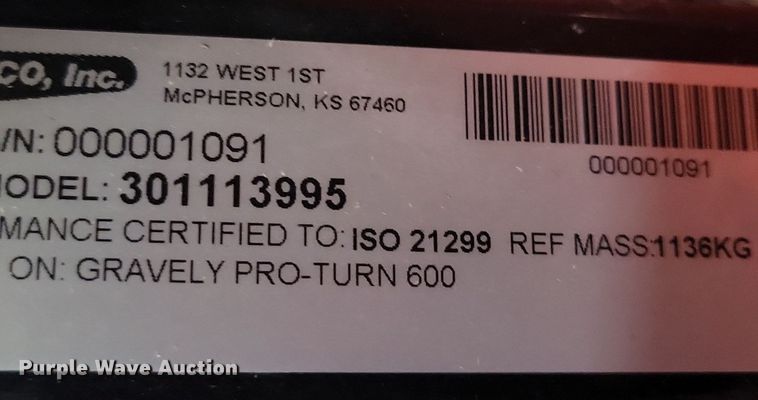 CO, Inc.
1132 WEST 1ST
McPHERSON, KS 67460
/N: 000001091
000001091
ODEL: 301113995
MANCE CERTIFIED TO: ISO 21299 REF MASS:1136KG
ON: GRAVELY PRO-TURN 600
Purple Wave Auction